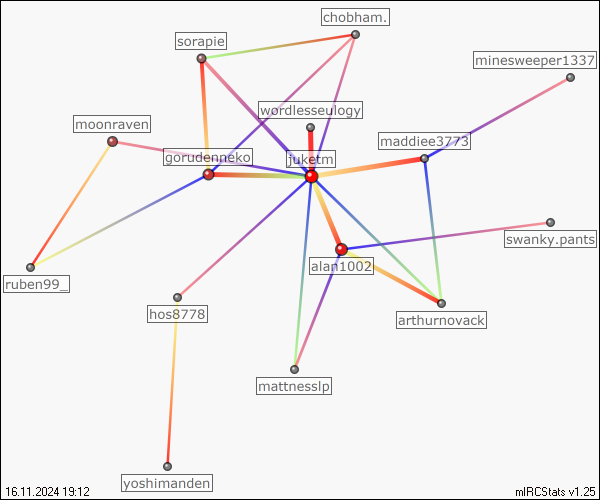 chobham.
sorapie
minesweeper1337
wordlesseulogy
moonraven
maddiee3773
gorudenneko
juketm
swanky.pants
alan1002
ruben99_
hos8778
arthurnovack
mattnesslp
yoshimanden
16.11.2024 19:12
mIRCStats v1.25